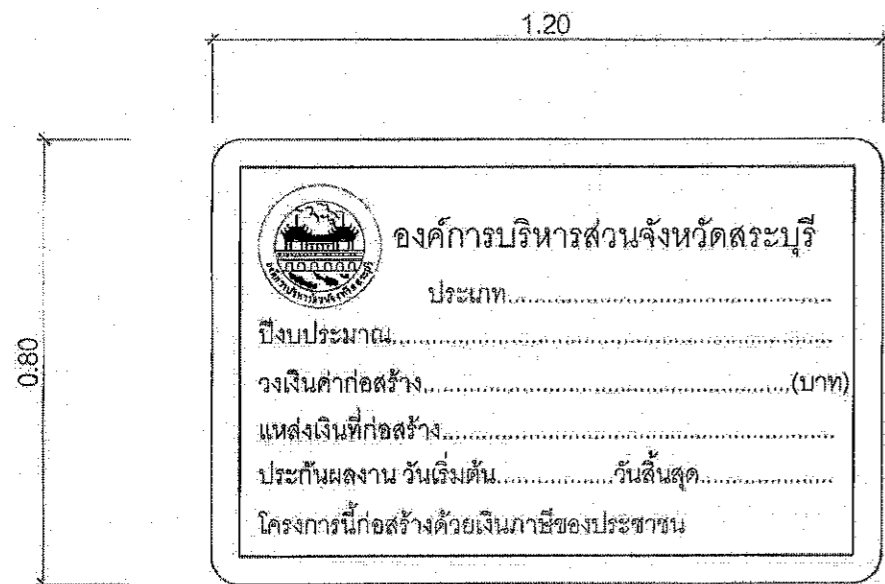 1.20
0.80
องค์การบริหารส่วนจังหวัดสระบุรี
ประเภท..............................
ปีงบประมาณ..............................
วงเงินค่าก่อสร้าง..............................(บาท)
แหล่งเงินที่ก่อสร้าง..............................
ประกันผลงาน วันเริ่มต้น...............วันสิ้นสุด...............
โครงการนี้ก่อสร้างด้วยเงินภาษีของประชาชน